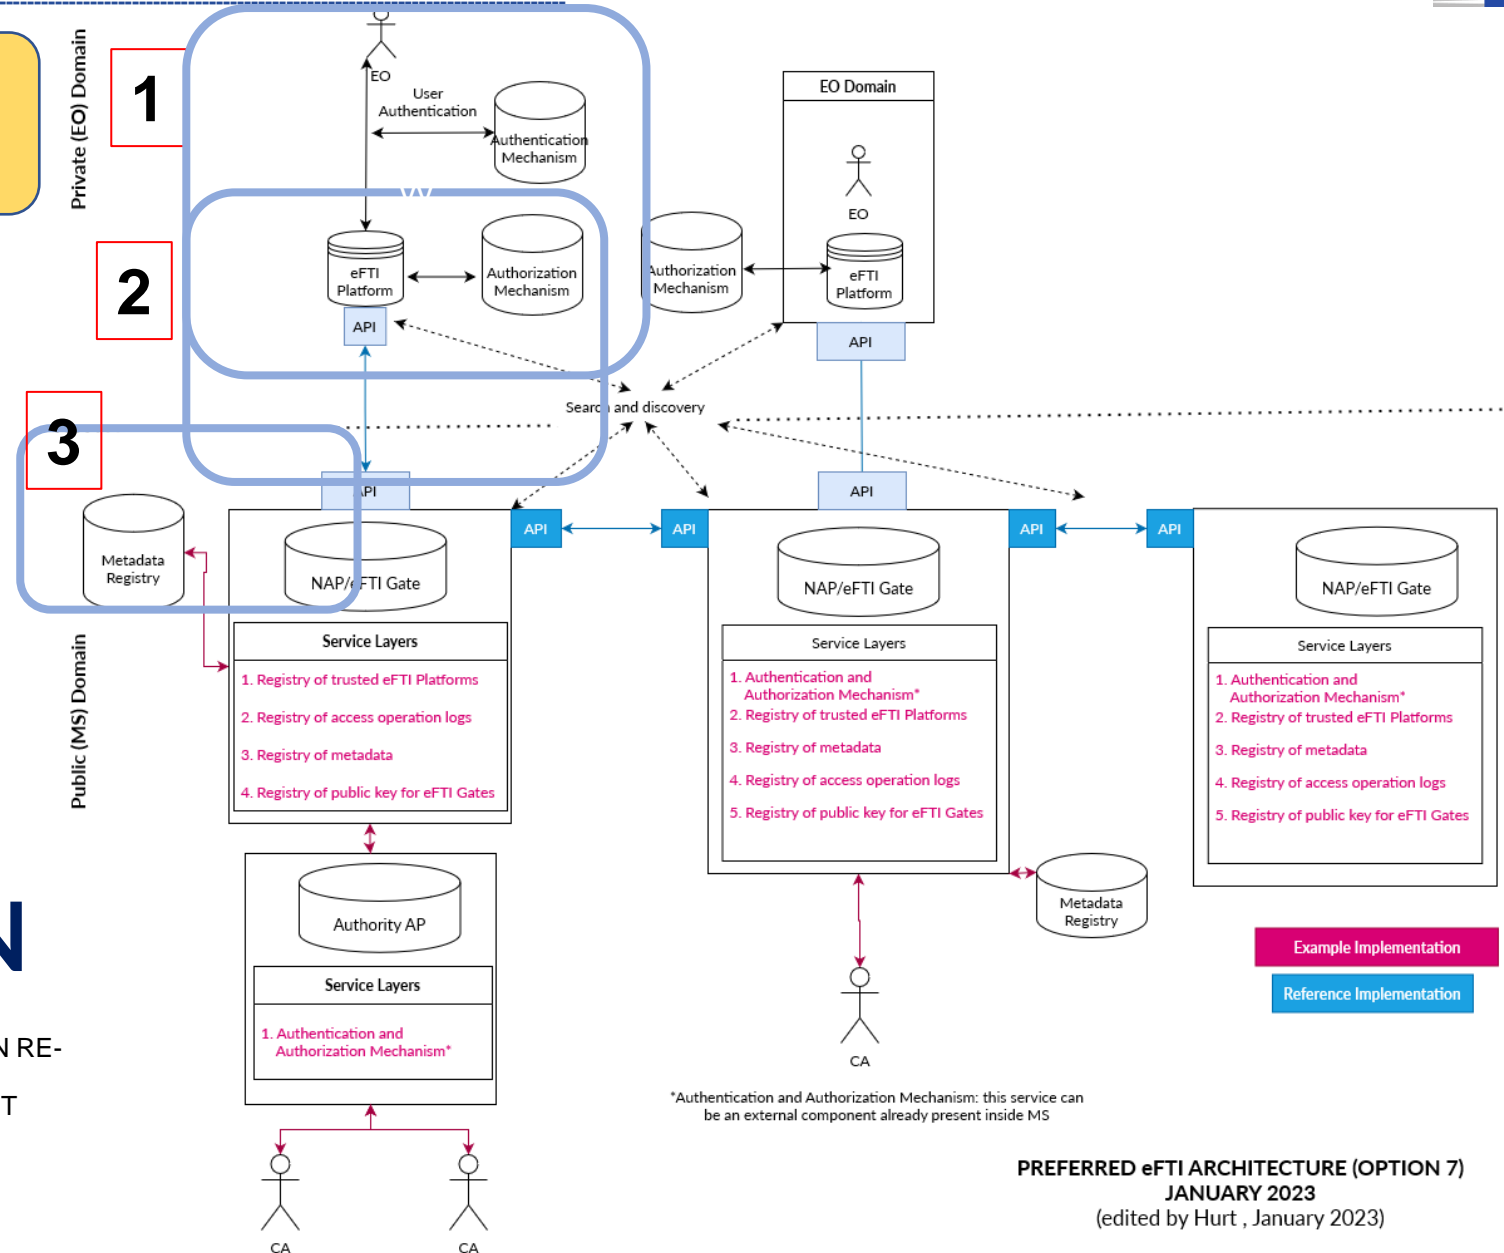 Private (EO) Domain
1
EO
User
Authentication
Authentication
Mechanism
EO Domain
EO
2
eFTI
Platform
Authorization
Mechanism
Authorization
Mechanism
eFTI
Platform
API
API
Search and discovery
3
API
API
Metadata
Registry
NAP/eFTI Gate
API
API
NAP/eFTI Gate
API
API
NAP/eFTI Gate
Public (MS) Domain
Service Layers
1. Registry of trusted eFTI Platforms
2. Registry of access operation logs
3. Registry of metadata
4. Registry of public key for eFTI Gates
Service Layers
1. Authentication and
Authorization Mechanism*
2. Registry of trusted eFTI Platforms
3. Registry of metadata
4. Registry of access operation logs
5. Registry of public key for eFTI Gates
Service Layers
1. Authentication and
Authorization Mechanism*
2. Registry of trusted eFTI Platforms
3. Registry of metadata
4. Registry of access operation logs
5. Registry of public key for eFTI Gates
Authority AP
Service Layers
1. Authentication and
Authorization Mechanism*
Metadata
Registry
Example Implementation
Reference Implementation
N
N RE-
T
CA
CA
CA
*Authentication and Authorization Mechanism: this service can
be an external component already present inside MS
PREFERRED eFTI ARCHITECTURE (OPTION 7)
JANUARY 2023
(edited by Hurt , January 2023)